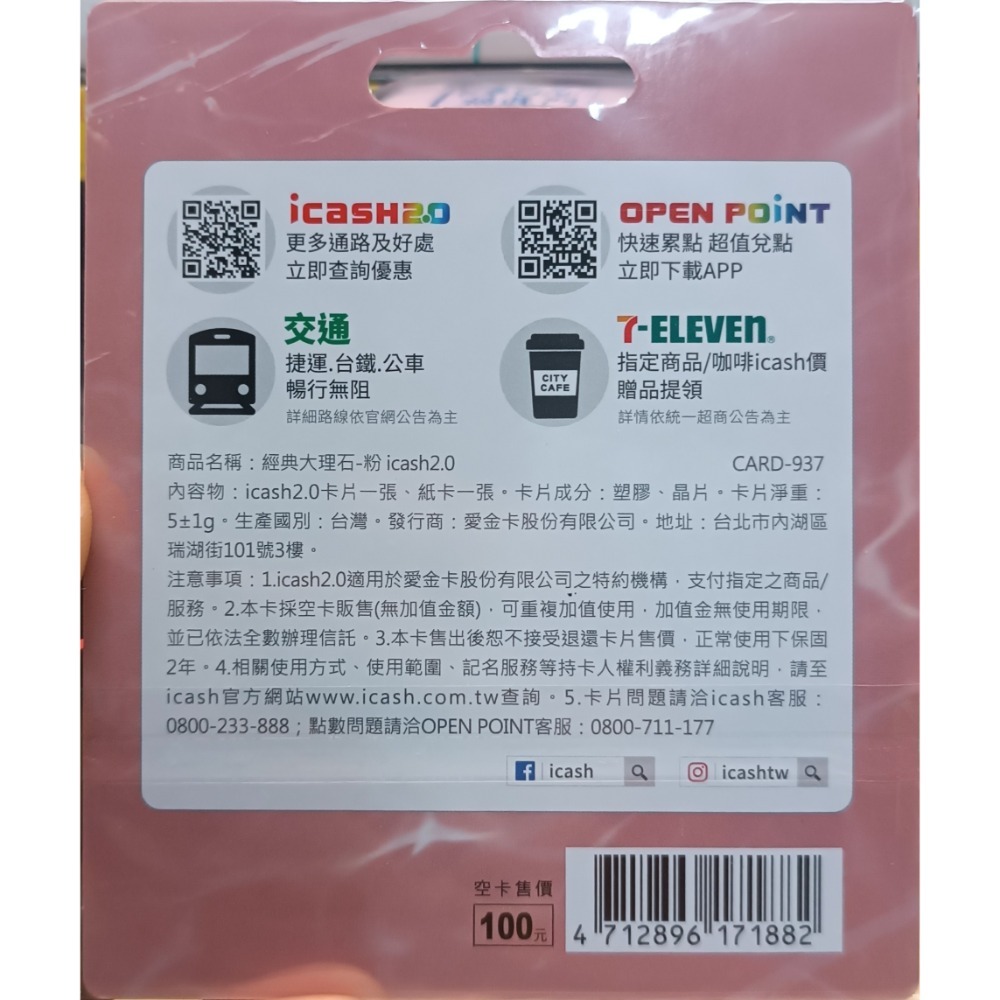 icash2.0
更多通路及好處
立即查詢優惠
OPEN POiNT
快速累點 超值兌點
立即下載APP
交通
捷運.台鐵.公車
暢行無阻
詳細路線依官網公告為主
CITY
CAFE
7-ELEVEn®
指定商品/咖啡icash價
贈品提領
詳情依統一超商公告為主
商品名稱：經典大理石-粉 icash2.0
CARD-937
內容物：icash2.0卡片一張、紙卡一張。卡片成分：塑膠、晶片。卡片淨重：
5±1g。生產國別：台灣。發行商：愛金卡股份有限公司。地址：台北市內湖區
瑞湖街101號3樓。
注意事項：1.icash2.0適用於愛金卡股份有限公司之特約機構，支付指定之商品/
服務。2.本卡採空卡販售(無加值金額)，可重複加值使用，加值金無使用期限，
並已依法全數辦理信託。3.本卡售出後恕不接受退還卡片售價，正常使用下保固
2年。4.相關使用方式、使用範圍、記名服務等持卡人權利義務詳細說明，請至
icash官方網站www.icash.com.tw查詢。5.卡片問題請洽icash客服：
0800-233-888；點數問題請洽OPEN POINT客服：0800-711-177
f icash
icashtw
空卡售價
100元
4 712896 171882